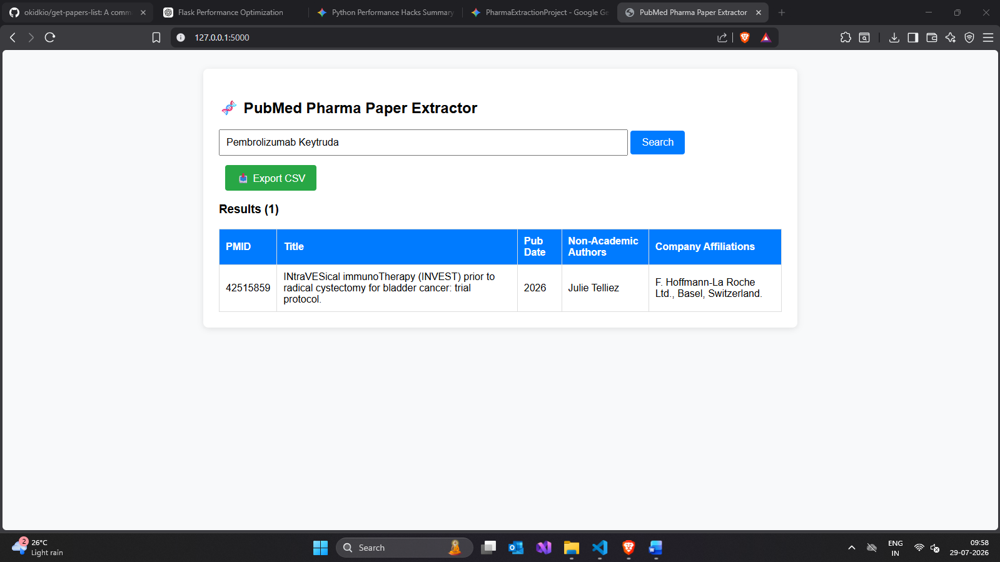 okidkio/get-papers-list: A comm
Flask Performance Optimization
Python Performance Hacks Summary
PharmaExtractionProject - Google Ge
PubMed Pharma Paper Extractor
127.0.0.1:5000
PubMed Pharma Paper Extractor
Pembrolizumab Keytruda
Search
Export CSV
Results (1)
PMID
Title
Pub
Date
Non-Academic
Authors
Company Affiliations
42515859
INtraVESical immunoTherapy (INVEST) prior to
radical cystectomy for bladder cancer: trial
protocol.
2026
Julie Telliez
F. Hoffmann-La Roche
Ltd., Basel, Switzerland.
2
26°C
Light rain
Search
ENG
IN
09:58
29-07-2026